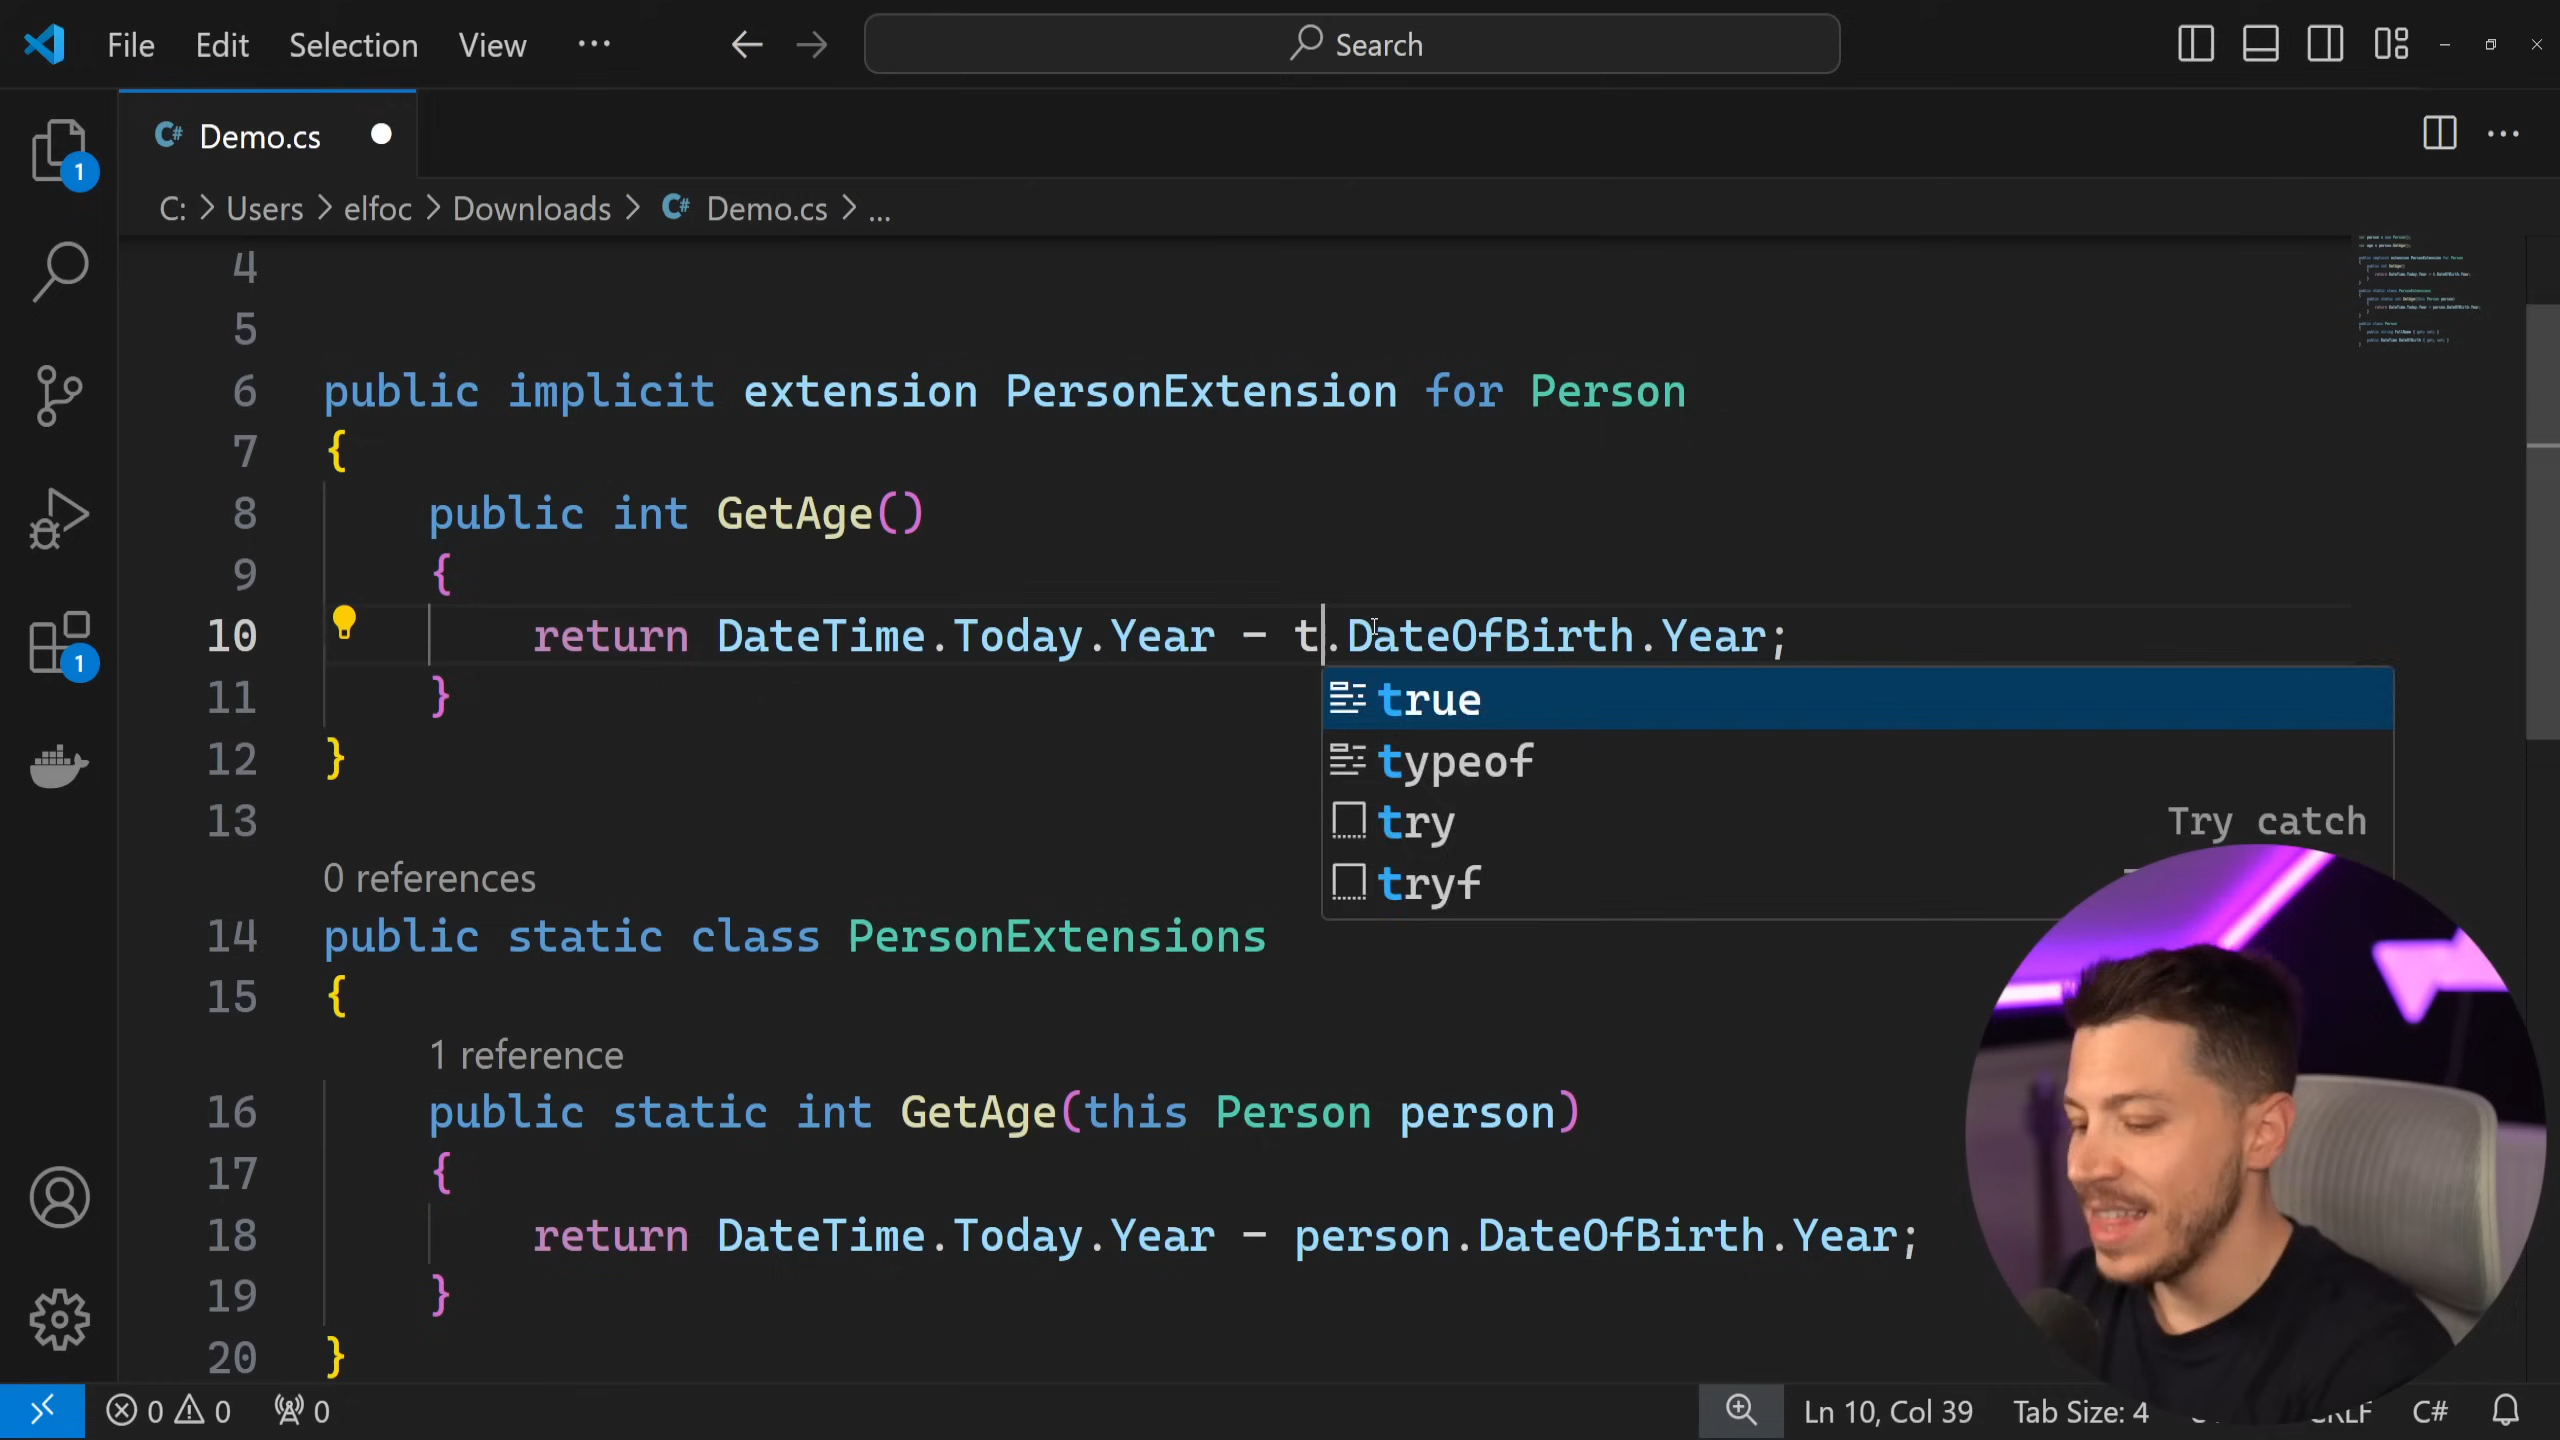 File Edit Selection View ··· Search
Demo.cs
1
C: > Users > elfoc > Downloads > Demo.cs > ...
4
5
6 public implicit extension PersonExtension for Person
7 {
8 public int GetAge()
9 {
10 return DateTime.Today.Year - t.DateOfBirth.Year;
11 }
true
12 }
typeof
13
try Try catch
tryf
0 references
14 public static class PersonExtensions
15 {
1
1 reference
16 public static int GetAge(this Person person)
17 {
18 return DateTime.Today.Year - person.DateOfBirth.Year;
19 }
20 }
0 0 0 Ln 10, Col 39 Tab Size: 4 CRLF C#